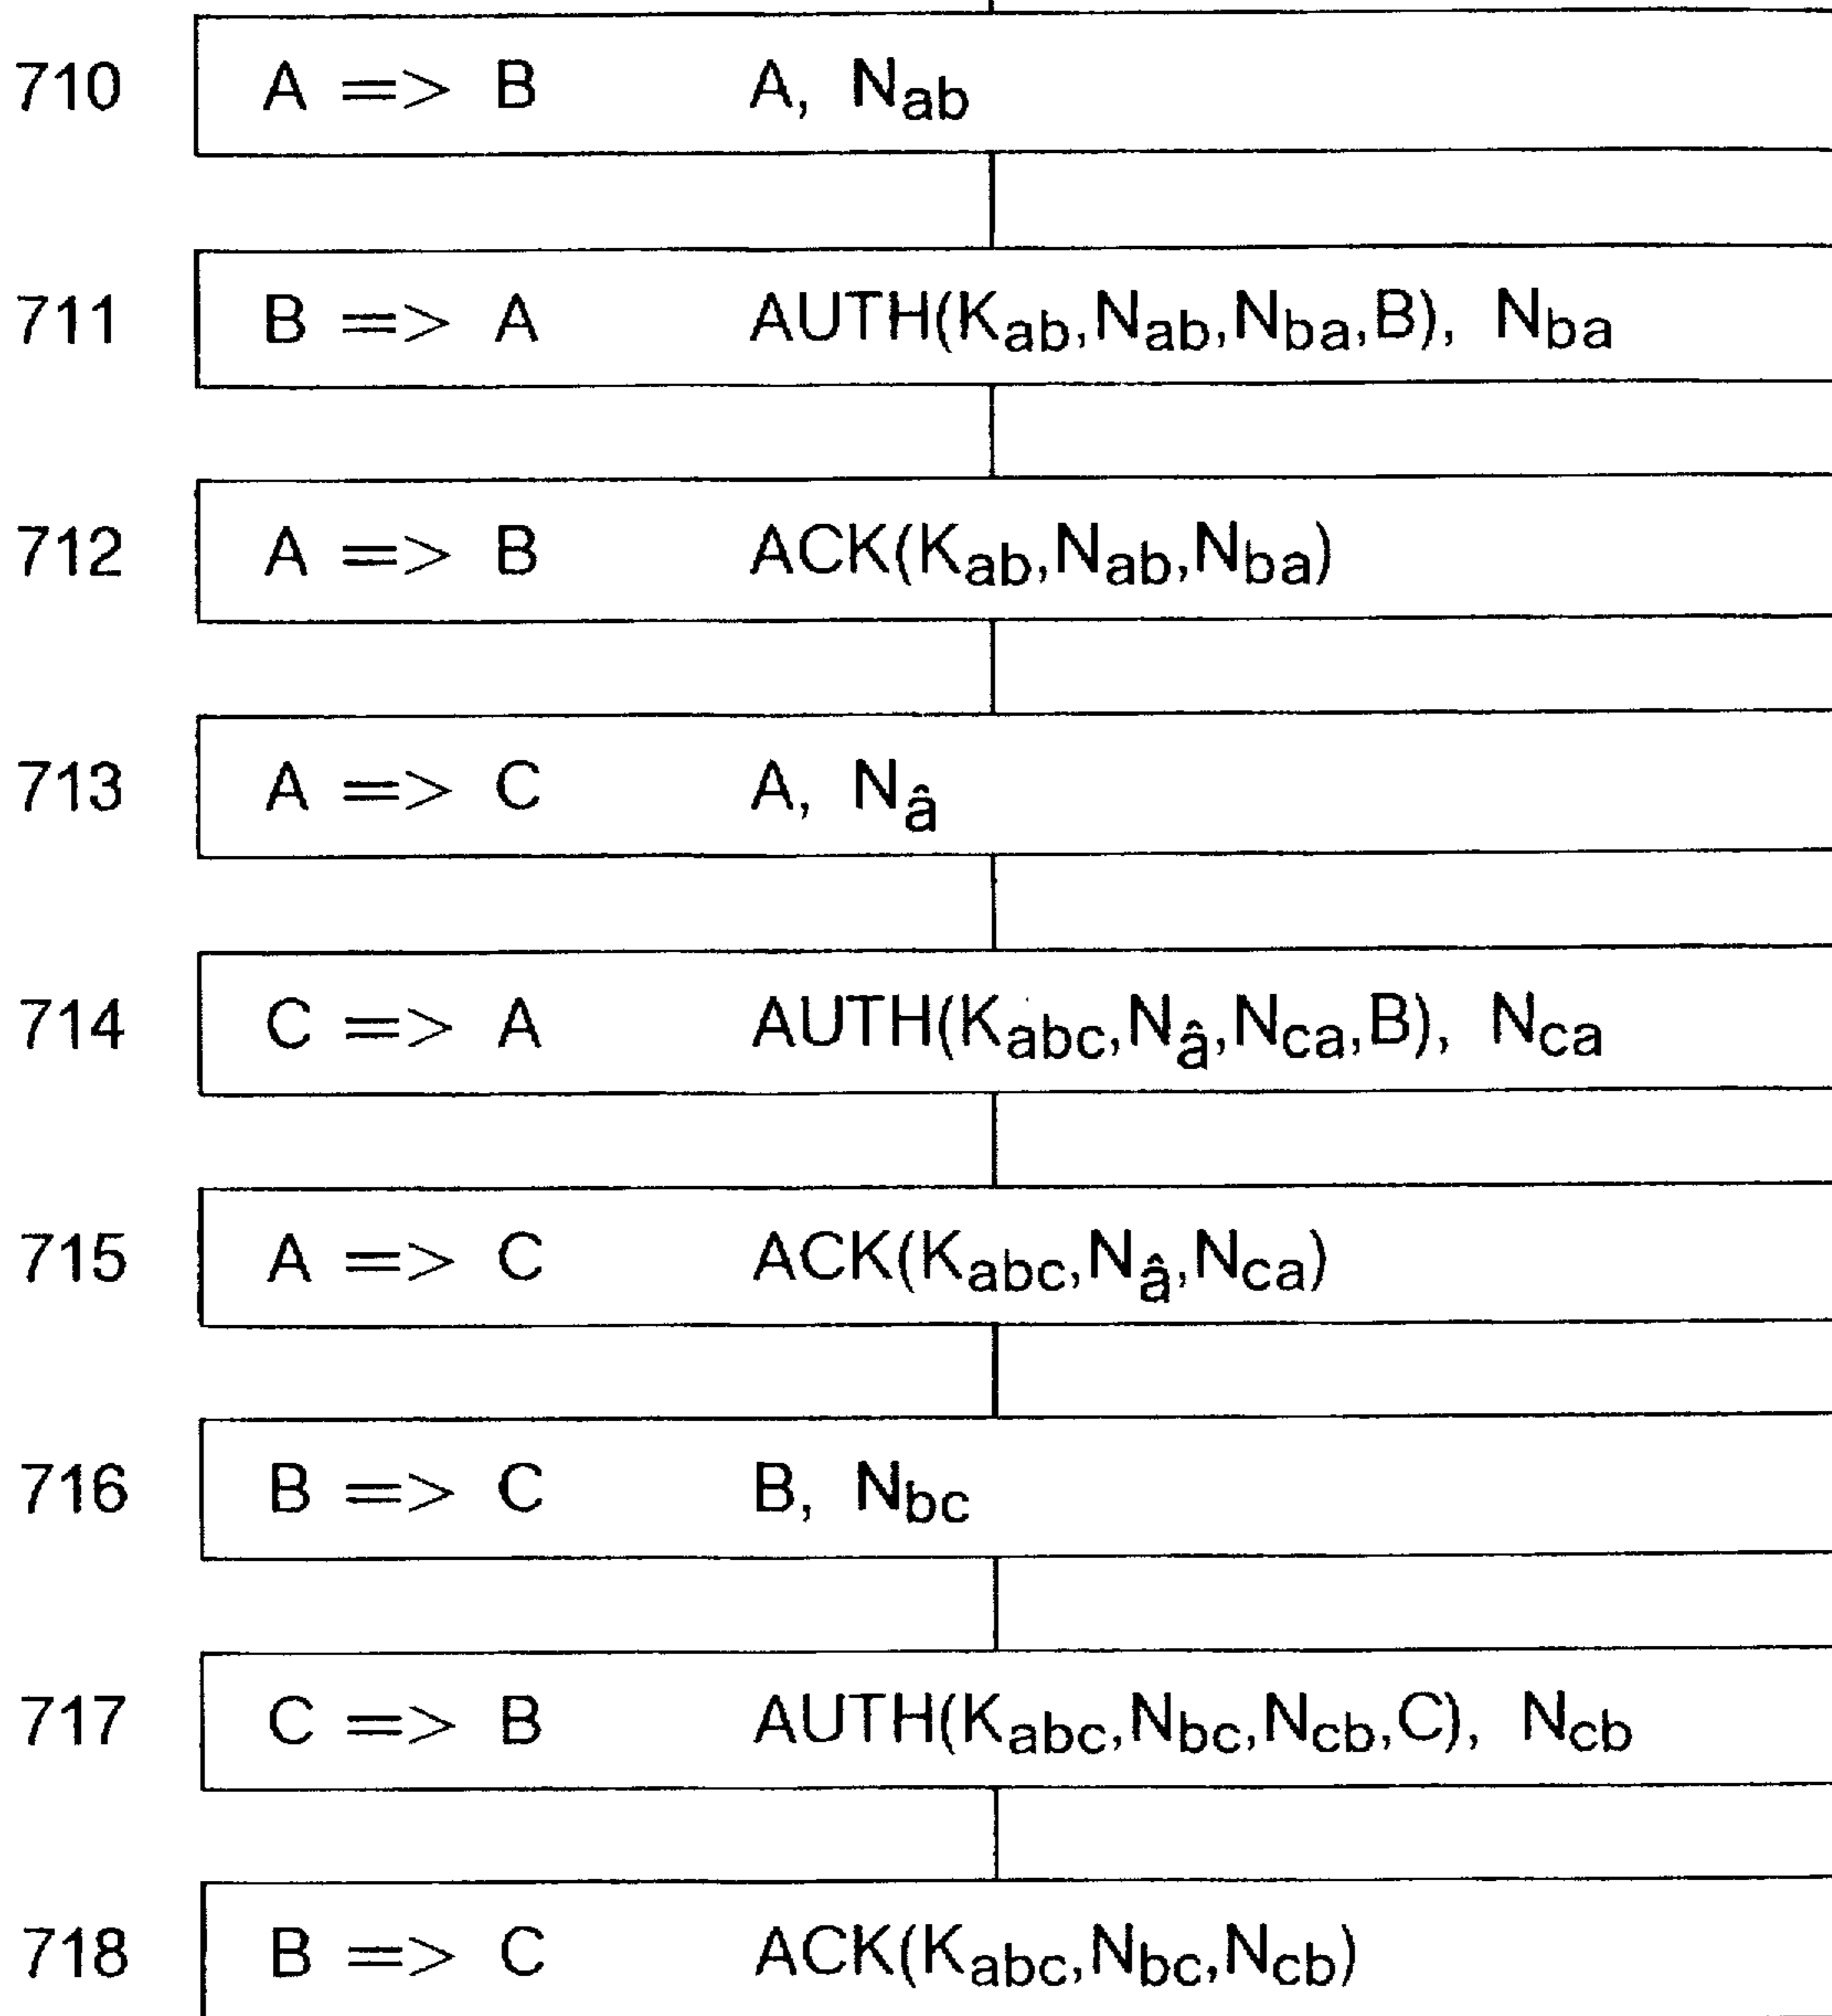 710 A => B A, Nab
711 B => A AUTH(Kab,Nab,Nba,B), Nba
712 A => B ACK(Kab,Nab,Nba)
713 A => C A, Nâ
714 C => A AUTH(Kabc,Nâ,Nca,B), Nca
715 A => C ACK(Kabc,Nâ,Nca)
716 B => C B, Nbc
717 C => B AUTH(Kabc,Nbc,Ncb,C), Ncb
718 B => C ACK(Kabc,Nbc,Ncb)